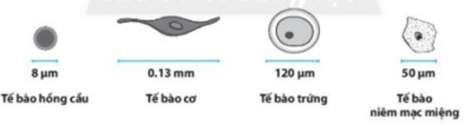 8 µm
0.13 mm
120 µm
50 µm
Tế bào hồng cầu
Tế bào cơ
Tế bào trứng
Tế bào
niêm mạc miệng